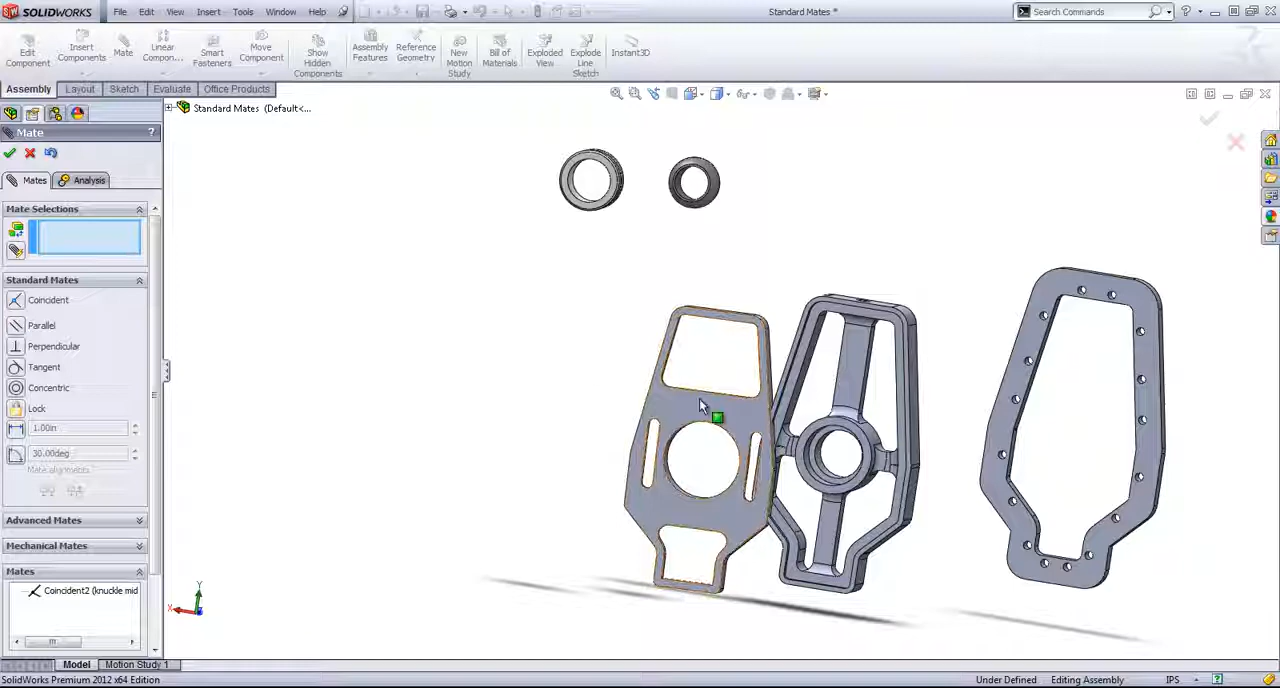 SOLIDWORKS File Edit View Insert Tools Window Help Standard Mates * Search Commands ?
Edit Component Insert Components Mate Linear Compon... Smart Fasteners Move Component Show Hidden Components Assembly Features Reference Geometry New Motion Study Bill of Materials Exploded View Explode Line Sketch Instant3D
Assembly Layout Sketch Evaluate Office Products
Standard Mates (Default<...
Mate ?
Mates Analysis
Mate Selections
Standard Mates
Coincident
Parallel
Perpendicular
Tangent
Concentric
Lock
1.00in
30.00deg
Mate alignments:
Advanced Mates
Mechanical Mates
Mates
Coincident2 (knuckle mid
Y
X
Model Motion Study 1
SolidWorks Premium 2012 x64 Edition Under Defined Editing Assembly IPS ?